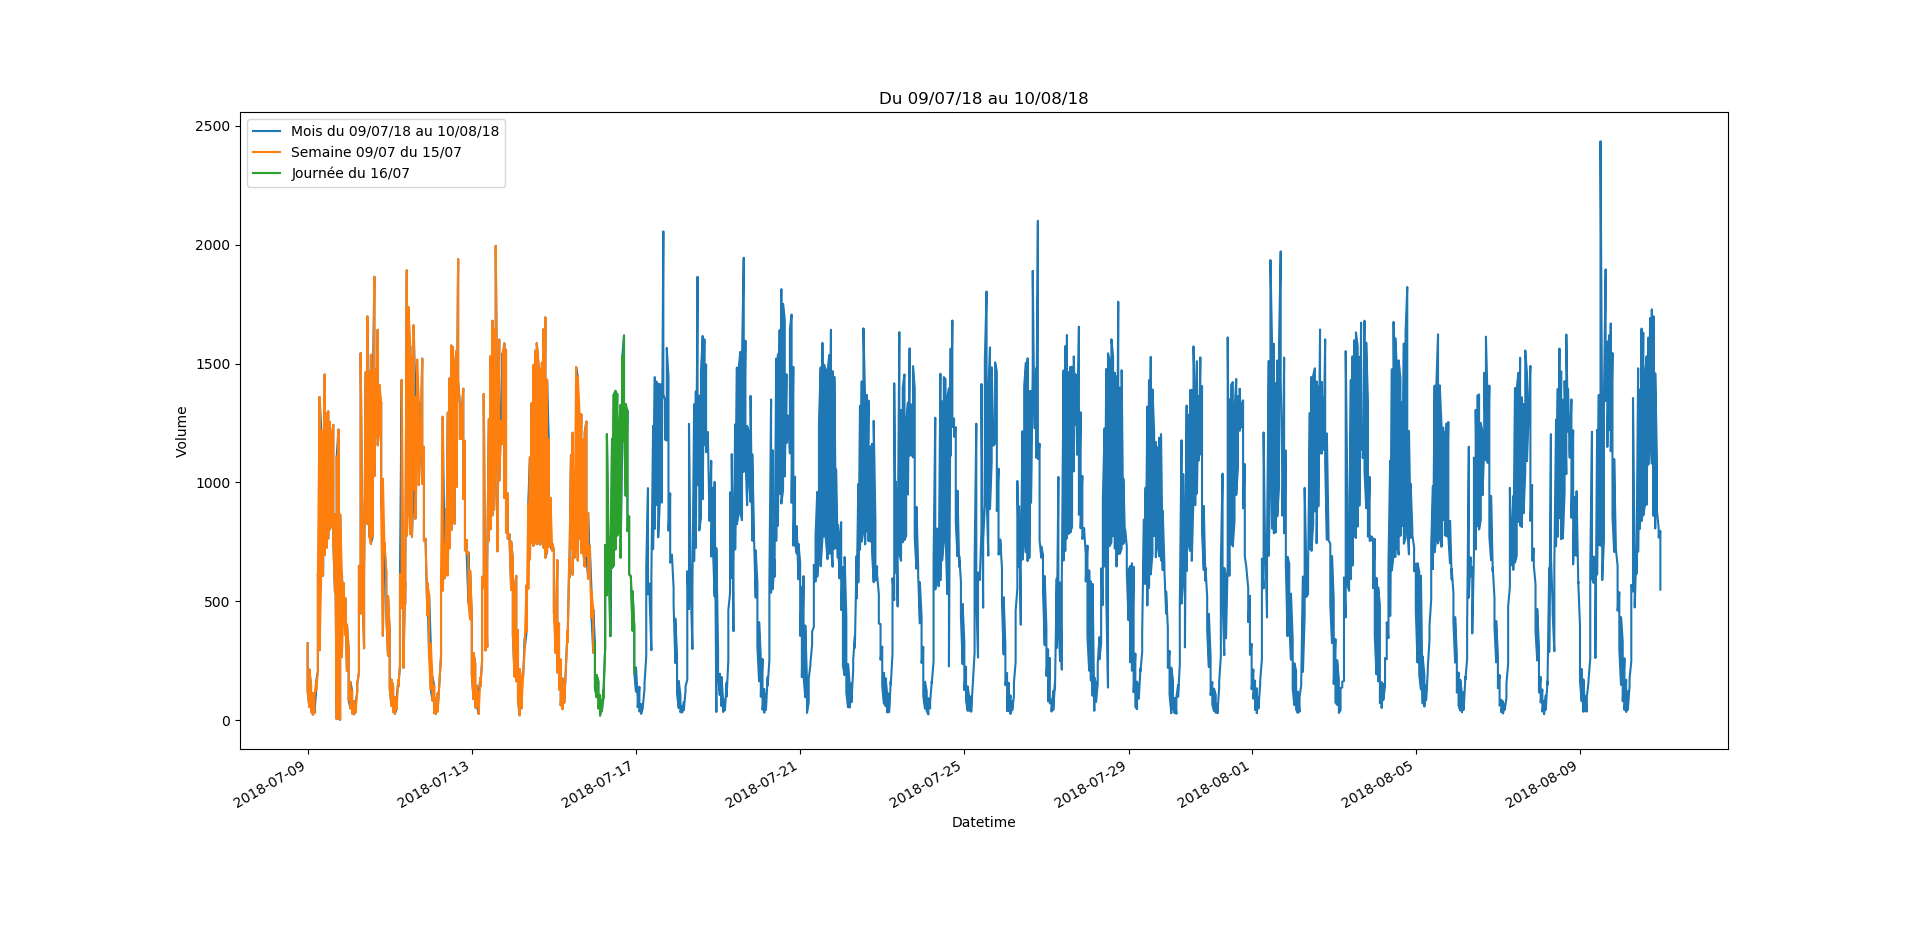 Du 09/07/18 au 10/08/18
Mois du 09/07/18 au 10/08/18
Semaine 09/07 du 15/07
Journée du 16/07
2500
2000
1500
1000
500
0
Volume
2018-07-09
2018-07-13
2018-07-17
2018-07-21
2018-07-25
2018-07-29
2018-08-01
2018-08-05
2018-08-09
Datetime